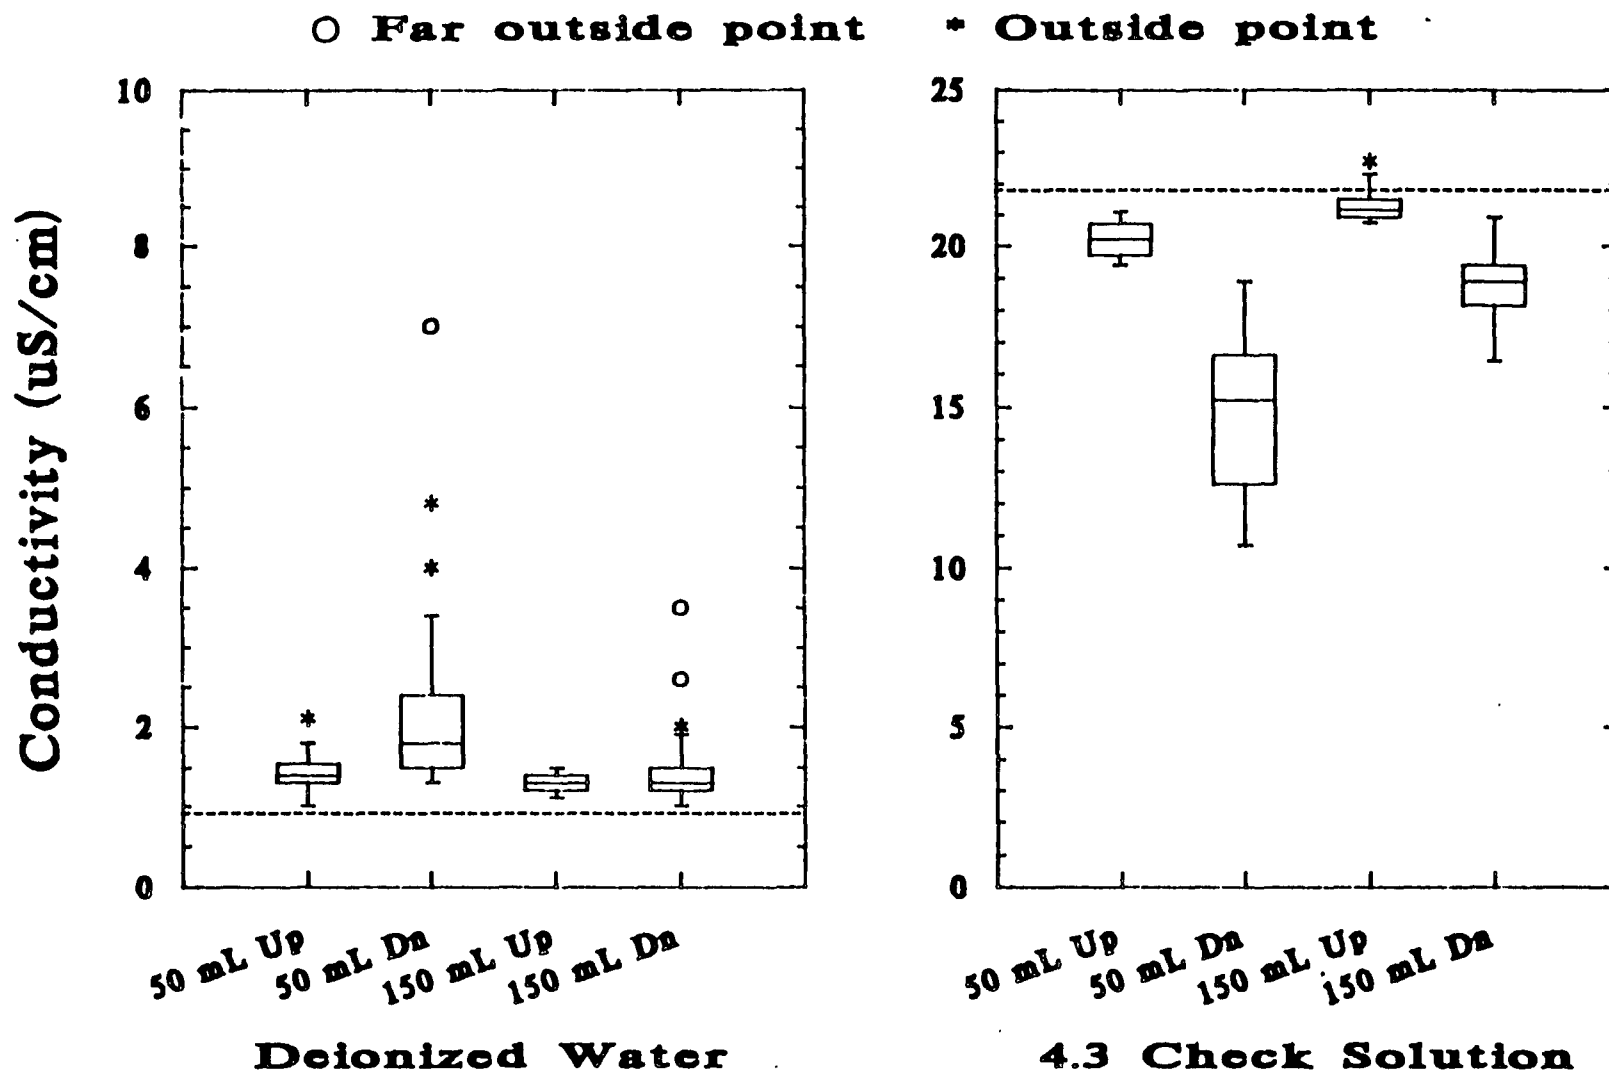 ○ Far outside point * Outside point
Conductivity (uS/cm)
10
8
6
4
2
0
50 mL Up
50 mL Dn
150 mL Up
150 mL Dn
Deionized Water
25
20
15
10
5
0
50 mL Up
50 mL Dn
150 mL Up
150 mL Dn
4.3 Check Solution